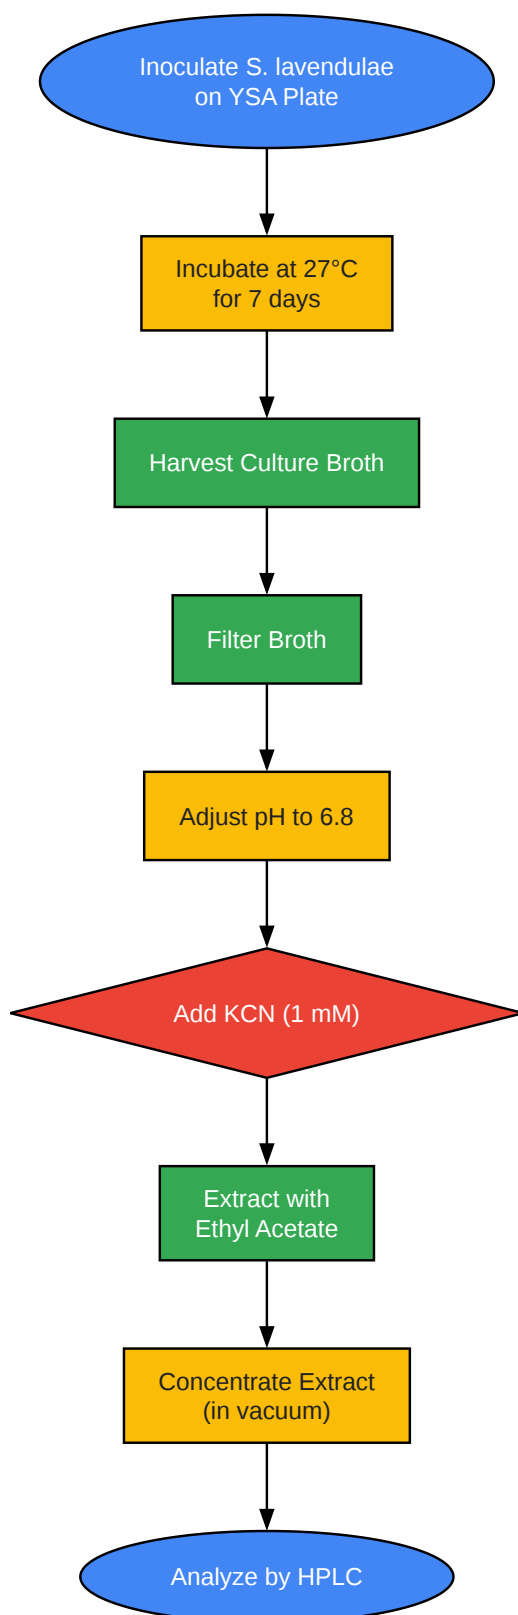 Inoculate S. lavendulae
on YSA Plate
Incubate at 27°C
for 7 days
Harvest Culture Broth
Filter Broth
Adjust pH to 6.8
Add KCN (1 mM)
Extract with
Ethyl Acetate
Concentrate Extract
(in vacuum)
Analyze by HPLC